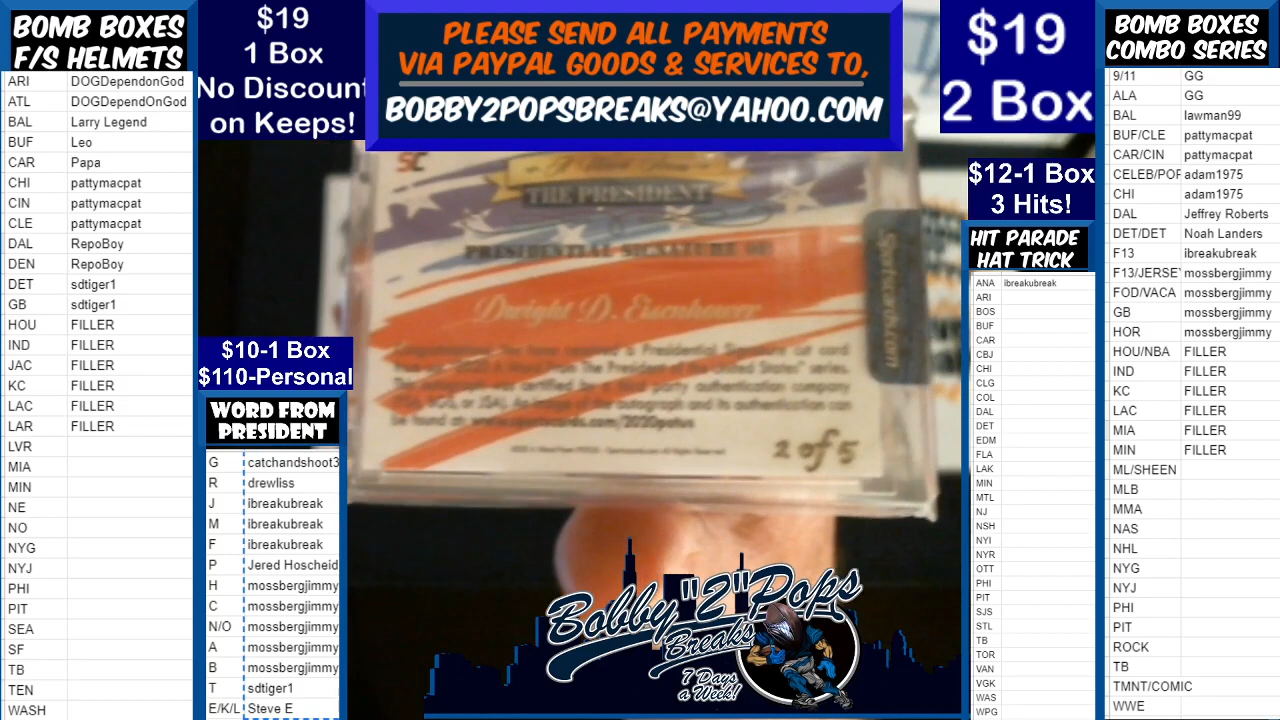 BOMB BOXES
F/S HELMETS
ARI DOGDependonGod
ATL DOGDependOnGod
BAL Larry Legend
BUF Leo
CAR Papa
CHI pattymacpat
CIN pattymacpat
CLE pattymacpat
DAL RepoBoy
DEN RepoBoy
DET sdtiger1
GB sdtiger1
HOU FILLER
IND FILLER
JAC FILLER
KC FILLER
LAC FILLER
LAR FILLER
LVR
MIA
MIN
NE
NO
NYG
NYJ
PHI
PIT
SEA
SF
TB
TEN
WASH
$19
1 Box
No Discount
on Keeps!
$10-1 Box
$110-Personal
WORD FROM
PRESIDENT
G catchandshoot3
R drewliss
J ibreakubreak
M ibreakubreak
F ibreakubreak
P Jered Hoscheid
H mossbergjimmy
C mossbergjimmy
N/O mossbergjimmy
A mossbergjimmy
B mossbergjimmy
T sdtiger1
E/K/L Steve E
PLEASE SEND ALL PAYMENTS
VIA PAYPAL GOODS & SERVICES TO,
BOBBY2POPSBREAKS@YAHOO.COM
SC
THE PRESIDENT
PRESIDENTIAL SIGNATURE OF
Dwight D. Eisenhower
2 of 5
Bobby "2" Pops
Breaks
7 Days
a Week!
$19
2 Box
$12-1 Box
3 Hits!
HIT PARADE
HAT TRICK
ANA ibreakubreak
ARI
BOS
BUF
CAR
CBJ
CHI
CLG
COL
DAL
DET
EDM
FLA
LAK
MIN
MTL
NJ
NSH
NYI
NYR
OTT
PHI
PIT
SJS
STL
TB
TOR
VAN
VGK
WAS
WPG
BOMB BOXES
COMBO SERIES
9/11 GG
ALA GG
BAL lawman99
BUF/CLE pattymacpat
CAR/CIN pattymacpat
CELEB/POP adam1975
CHI adam1975
DAL Jeffrey Roberts
DET/DET Noah Landers
F13 ibreakubreak
F13/JERSEY mossbergjimmy
FOD/VACA mossbergjimmy
GB mossbergjimmy
HOR mossbergjimmy
HOU/NBA FILLER
IND FILLER
KC FILLER
LAC FILLER
MIA FILLER
MIN FILLER
ML/SHEEN
MLB
MMA
NAS
NHL
NYG
NYJ
PHI
PIT
ROCK
TB
TMNT/COMIC
WWE